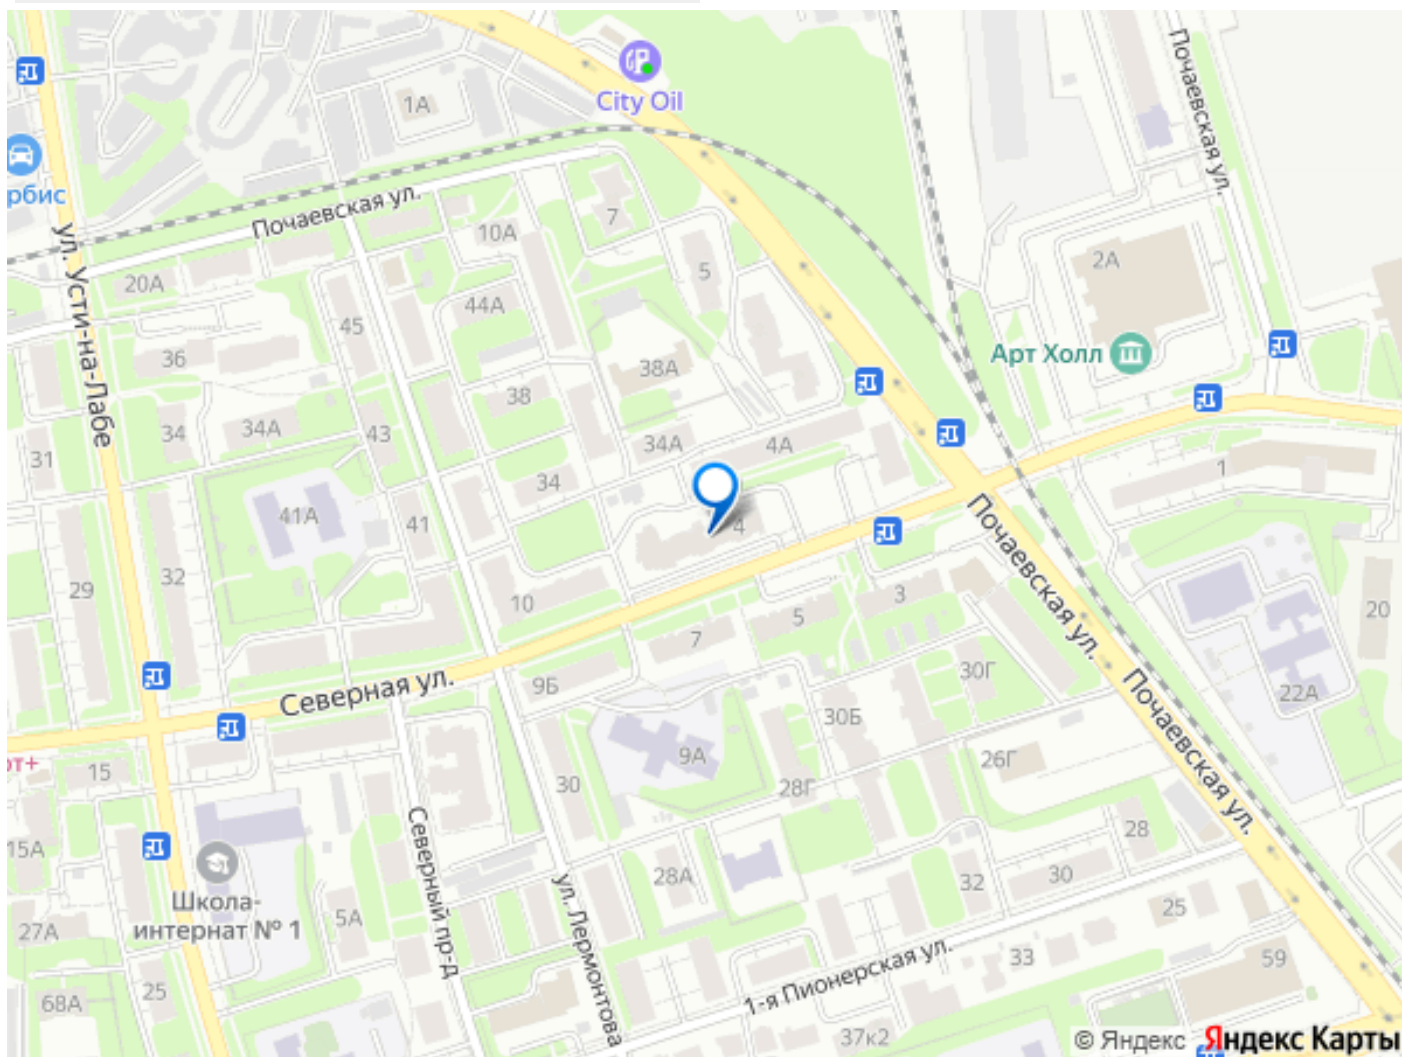 City Oil
1А
Почаевская ул.
рбис
Почаевская ул.
7
10А
5
2А
20А
44А
45
ул. Усти-на-Лабе
36
38А
Арт Холл
38
34
34А
43
34А
4А
31
1
34
41А
41
4
Почаевская ул.
29
32
10
3
5
20
7
30Г
Северная ул.
9Б
22А
Почаевская ул.
30Б
9А
26Г
от+
15
30
28Г
Северный пр-д
28
15А
28А
32
30
Школа-
интернат № 1
5А
ул. Лермонтова
25
27А
1-я Пионерская ул.
33
59
68А
25
37к2
© Яндекс Яндекс Карты